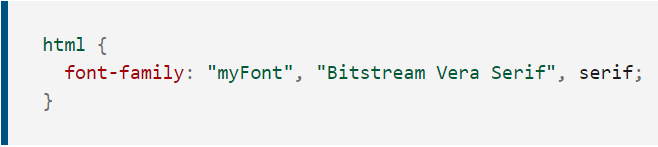 html {
  font-family: "myFont", "Bitstream Vera Serif", serif;
}